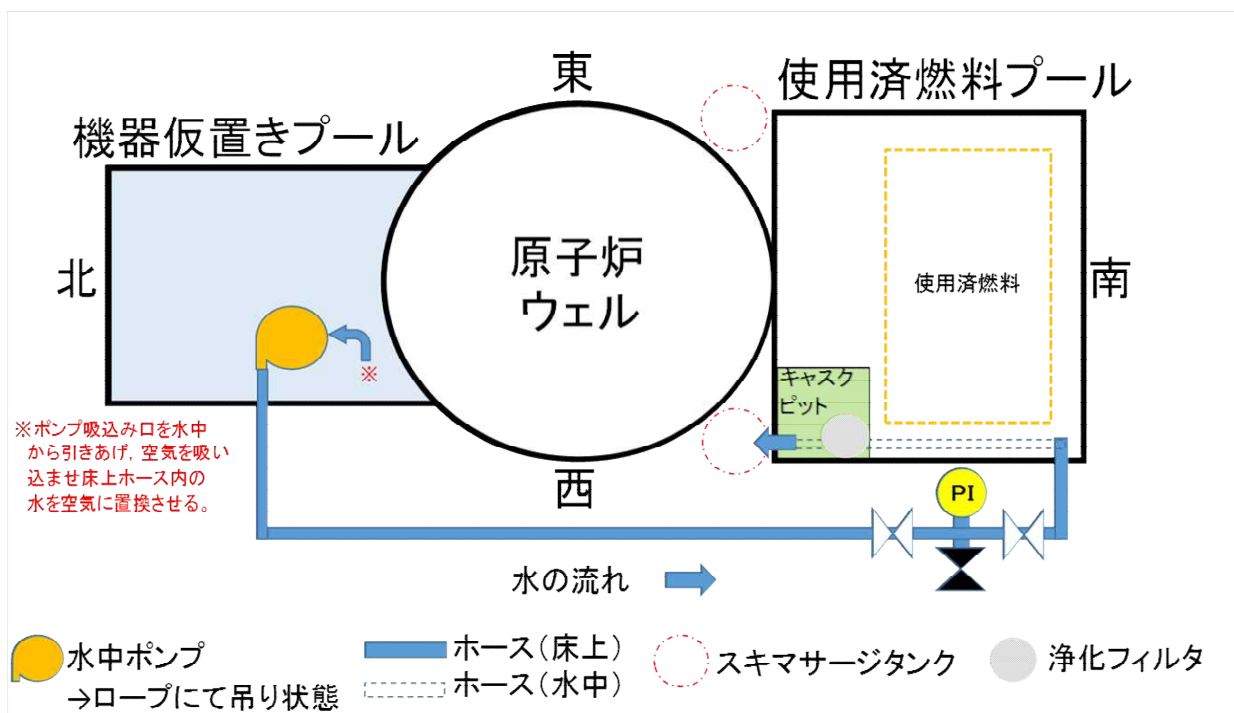 東
使用済燃料プール
機器仮置きプール
北
原子炉
ウェル
使用済燃料
南
※
キャスク
ピット
※ポンプ吸込み口を水中
から引きあげ，空気を吸い
込ませ床上ホース内の
水を空気に置換させる。
西
PI
水の流れ
水中ポンプ
→ロープにて吊り状態
ホース（床上）
ホース（水中）
スキマサージタンク
浄化フィルタ